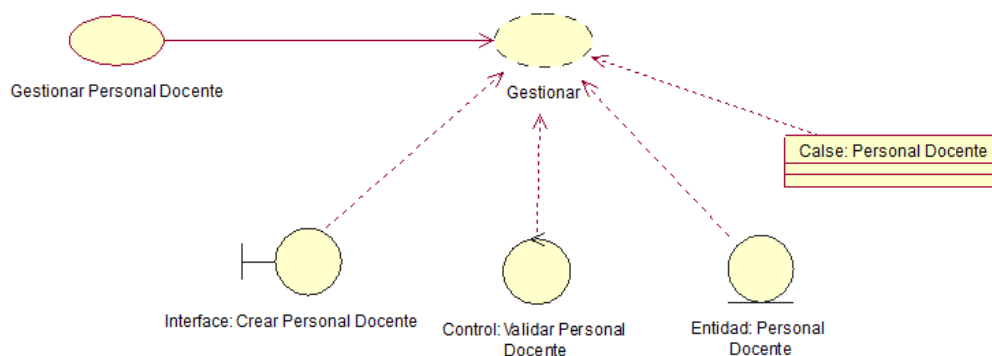 Gestionar Personal Docente
Gestionar
Calse: Personal Docente
Interface: Crear Personal Docente
Control: Validar Personal
Docente
Entidad: Personal
Docente